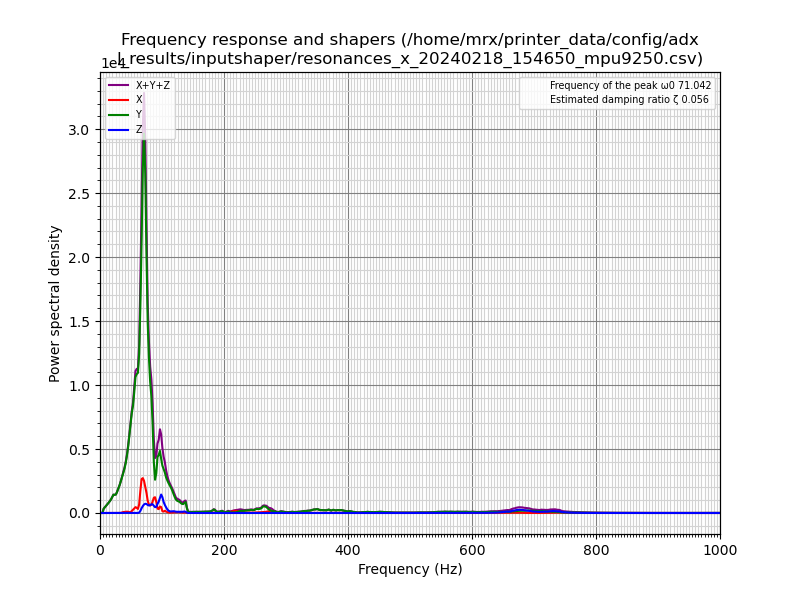 Frequency response and shapers (/home/mrx/printer_data/config/adx
l_results/inputshaper/resonances_x_20240218_154650_mpu9250.csv)
1e4
X+Y+Z
X
Y
Z
Frequency of the peak ω0 71.042
Estimated damping ratio ζ 0.056
Power spectral density
3.0
2.5
2.0
1.5
1.0
0.5
0.0
0 200 400 600 800 1000
Frequency (Hz)